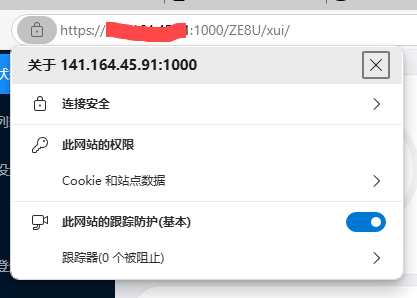 https://
1:1000/ZE8U/xui/
关于 141.164.45.91:1000
连接安全
此网站的权限
Cookie 和站点数据
此网站的跟踪防护(基本)
跟踪器(0 个被阻止)